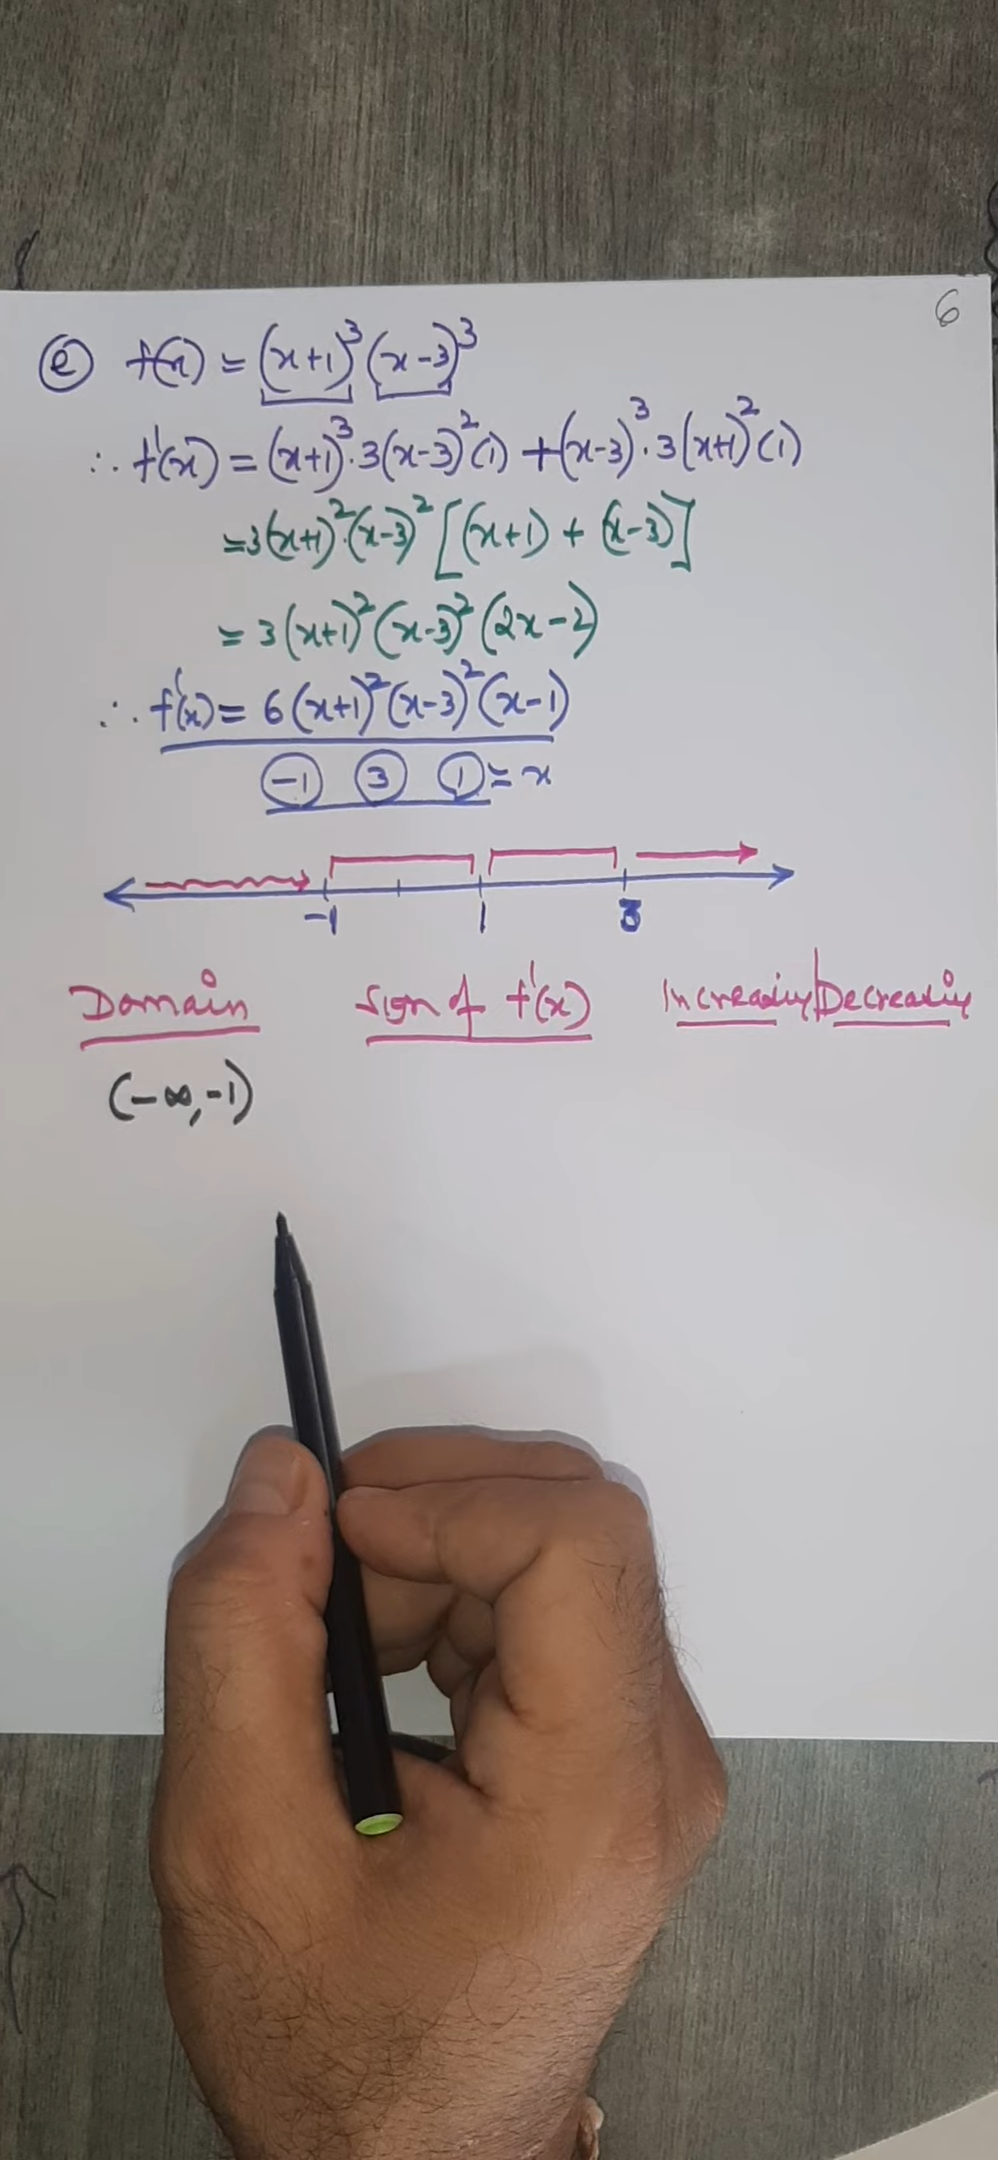 6
ⓔ f(x) = (x+1)³ (x-3)³
∴ f'(x) = (x+1)³·3(x-3)²(1) + (x-3)³·3(x+1)²(1)
=3(x+1)²·(x-3)² [(x+1) + (x-3)]
= 3(x+1)²(x-3)²(2x-2)
∴ f'(x) = 6(x+1)²(x-3)²(x-1)
-1 3 1 = x
-1 1 3
Domain Sign of f'(x) Increasing|Decreasing
(-∞,-1)